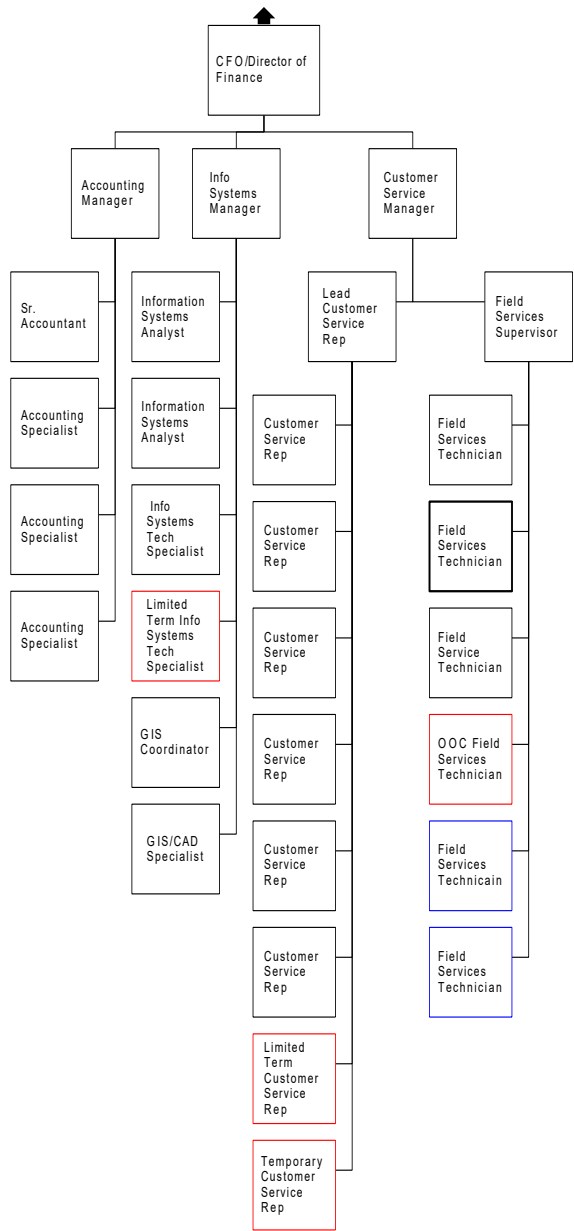 CFO/Director of
Finance
Accounting
Manager
Info
Systems
Manager
Customer
Service
Manager
Sr.
Accountant
Accounting
Specialist
Accounting
Specialist
Accounting
Specialist
Information
Systems
Analyst
Information
Systems
Analyst
Info
Systems
Tech
Specialist
Limited
Term Info
Systems
Tech
Specialist
GIS
Coordinator
GIS/CAD
Specialist
Lead
Customer
Service
Rep
Customer
Service
Rep
Customer
Service
Rep
Customer
Service
Rep
Customer
Service
Rep
Customer
Service
Rep
Customer
Service
Rep
Limited
Term
Customer
Service
Rep
Temporary
Customer
Service
Rep
Field
Services
Supervisor
Field
Services
Technician
Field
Services
Technician
Field
Service
Technician
OOC Field
Services
Technician
Field
Services
Technicain
Field
Services
Technician